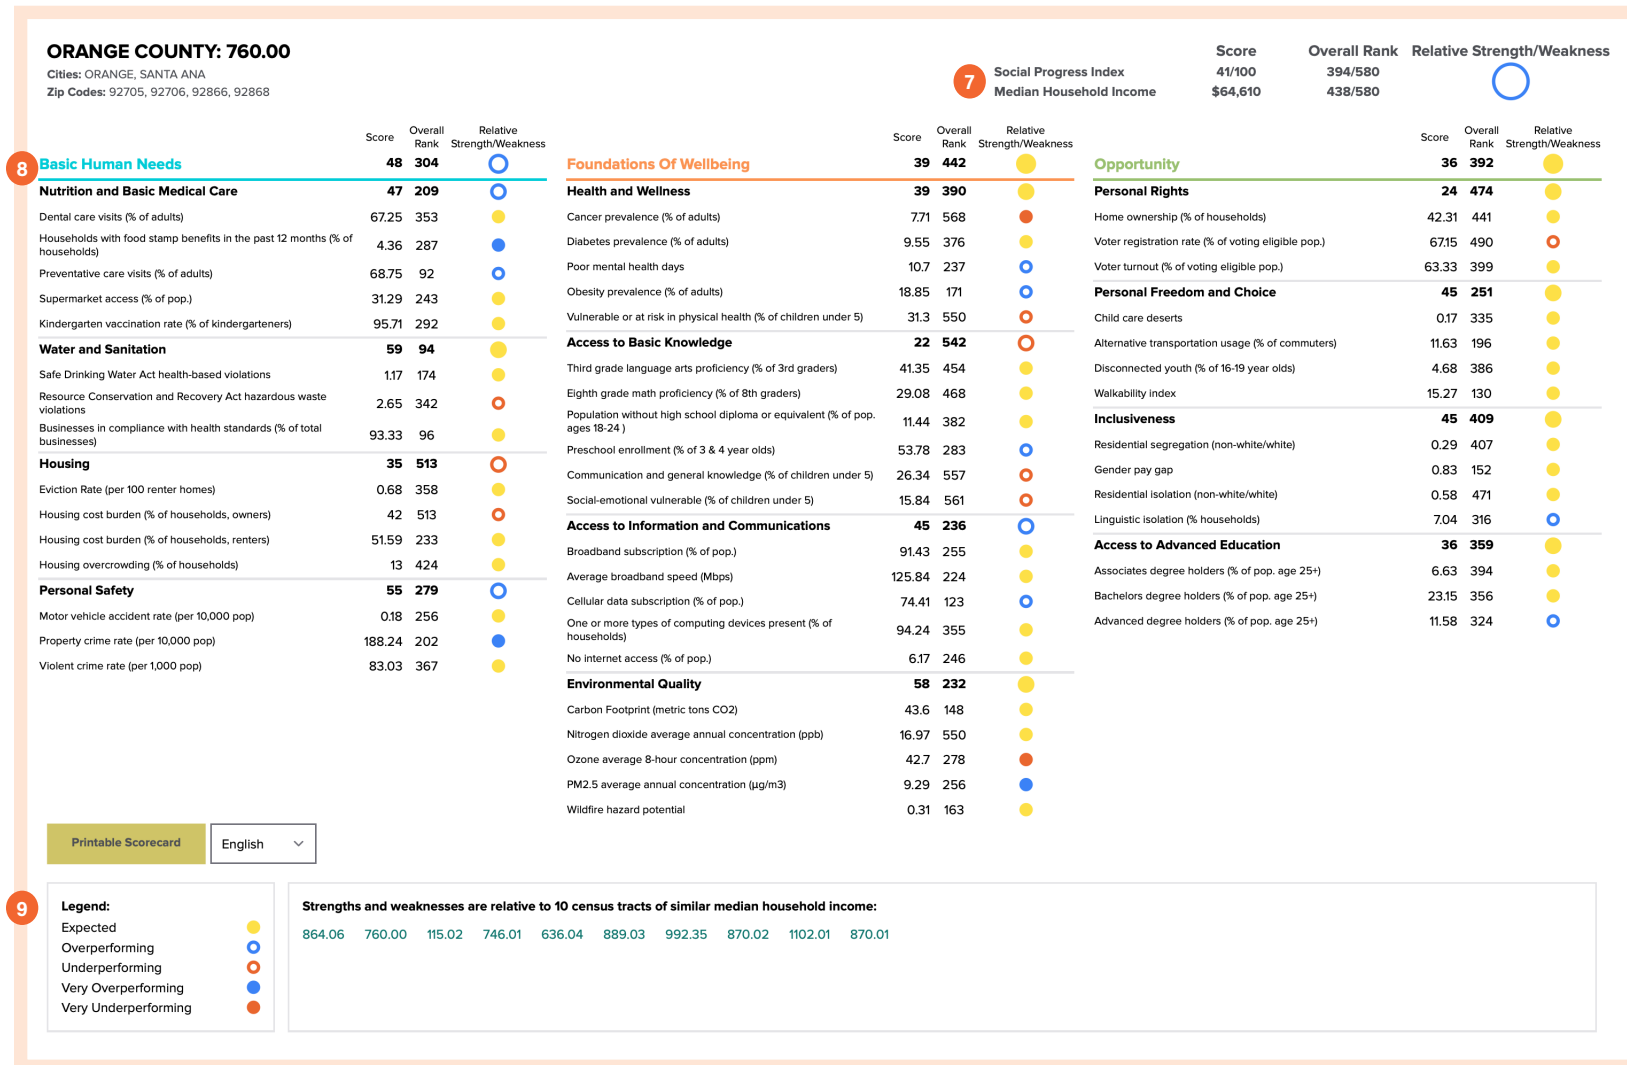 ORANGE COUNTY: 760.00
Cities: ORANGE, SANTA ANA
Zip Codes: 92705, 92706, 92866, 92868
Score Overall Rank Relative Strength/Weakness
7
Social Progress Index 41/100 394/580
Median Household Income $64,610 438/580
8
Score Overall Rank Relative Strength/Weakness
Basic Human Needs 48 304
Nutrition and Basic Medical Care 47 209
Dental care visits (% of adults) 67.25 353
Households with food stamp benefits in the past 12 months (% of
households) 4.36 287
Preventative care visits (% of adults) 68.75 92
Supermarket access (% of pop.) 31.29 243
Kindergarten vaccination rate (% of kindergarteners) 95.71 292
Water and Sanitation 59 94
Safe Drinking Water Act health-based violations 1.17 174
Resource Conservation and Recovery Act hazardous waste
violations 2.65 342
Businesses in compliance with health standards (% of total
businesses) 93.33 96
Housing 35 513
Eviction Rate (per 100 renter homes) 0.68 358
Housing cost burden (% of households, owners) 42 513
Housing cost burden (% of households, renters) 51.59 233
Housing overcrowding (% of households) 13 424
Personal Safety 55 279
Motor vehicle accident rate (per 10,000 pop) 0.18 256
Property crime rate (per 10,000 pop) 188.24 202
Violent crime rate (per 1,000 pop) 83.03 367
Score Overall Rank Relative Strength/Weakness
Foundations Of Wellbeing 39 442
Health and Wellness 39 390
Cancer prevalence (% of adults) 7.71 568
Diabetes prevalence (% of adults) 9.55 376
Poor mental health days 10.7 237
Obesity prevalence (% of adults) 18.85 171
Vulnerable or at risk in physical health (% of children under 5) 31.3 550
Access to Basic Knowledge 22 542
Third grade language arts proficiency (% of 3rd graders) 41.35 454
Eighth grade math proficiency (% of 8th graders) 29.08 468
Population without high school diploma or equivalent (% of pop.
ages 18-24 ) 11.44 382
Preschool enrollment (% of 3 & 4 year olds) 53.78 283
Communication and general knowledge (% of children under 5) 26.34 557
Social-emotional vulnerable (% of children under 5) 15.84 561
Access to Information and Communications 45 236
Broadband subscription (% of pop.) 91.43 255
Average broadband speed (Mbps) 125.84 224
Cellular data subscription (% of pop.) 74.41 123
One or more types of computing devices present (% of
households) 94.24 355
No internet access (% of pop.) 6.17 246
Environmental Quality 58 232
Carbon Footprint (metric tons CO2) 43.6 148
Nitrogen dioxide average annual concentration (ppb) 16.97 550
Ozone average 8-hour concentration (ppm) 42.7 278
PM2.5 average annual concentration (µg/m3) 9.29 256
Wildfire hazard potential 0.31 163
Score Overall Rank Relative Strength/Weakness
Opportunity 36 392
Personal Rights 24 474
Home ownership (% of households) 42.31 441
Voter registration rate (% of voting eligible pop.) 67.15 490
Voter turnout (% of voting eligible pop.) 63.33 399
Personal Freedom and Choice 45 251
Child care deserts 0.17 335
Alternative transportation usage (% of commuters) 11.63 196
Disconnected youth (% of 16-19 year olds) 4.68 386
Walkability index 15.27 130
Inclusiveness 45 409
Residential segregation (non-white/white) 0.29 407
Gender pay gap 0.83 152
Residential isolation (non-white/white) 0.58 471
Linguistic isolation (% households) 7.04 316
Access to Advanced Education 36 359
Associates degree holders (% of pop. age 25+) 6.63 394
Bachelors degree holders (% of pop. age 25+) 23.15 356
Advanced degree holders (% of pop. age 25+) 11.58 324
Printable Scorecard English
9
Legend:
Expected
Overperforming
Underperforming
Very Overperforming
Very Underperforming
Strengths and weaknesses are relative to 10 census tracts of similar median household income:
864.06 760.00 115.02 746.01 636.04 889.03 992.35 870.02 1102.01 870.01